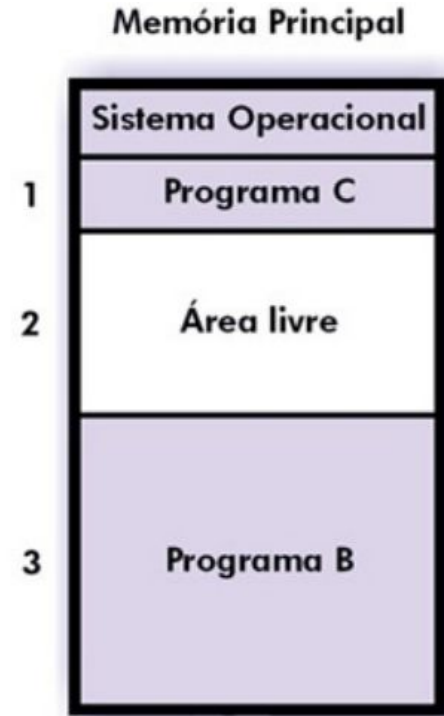 Memória Principal
Sistema Operacional
1 Programa C
2 Área livre
3 Programa B